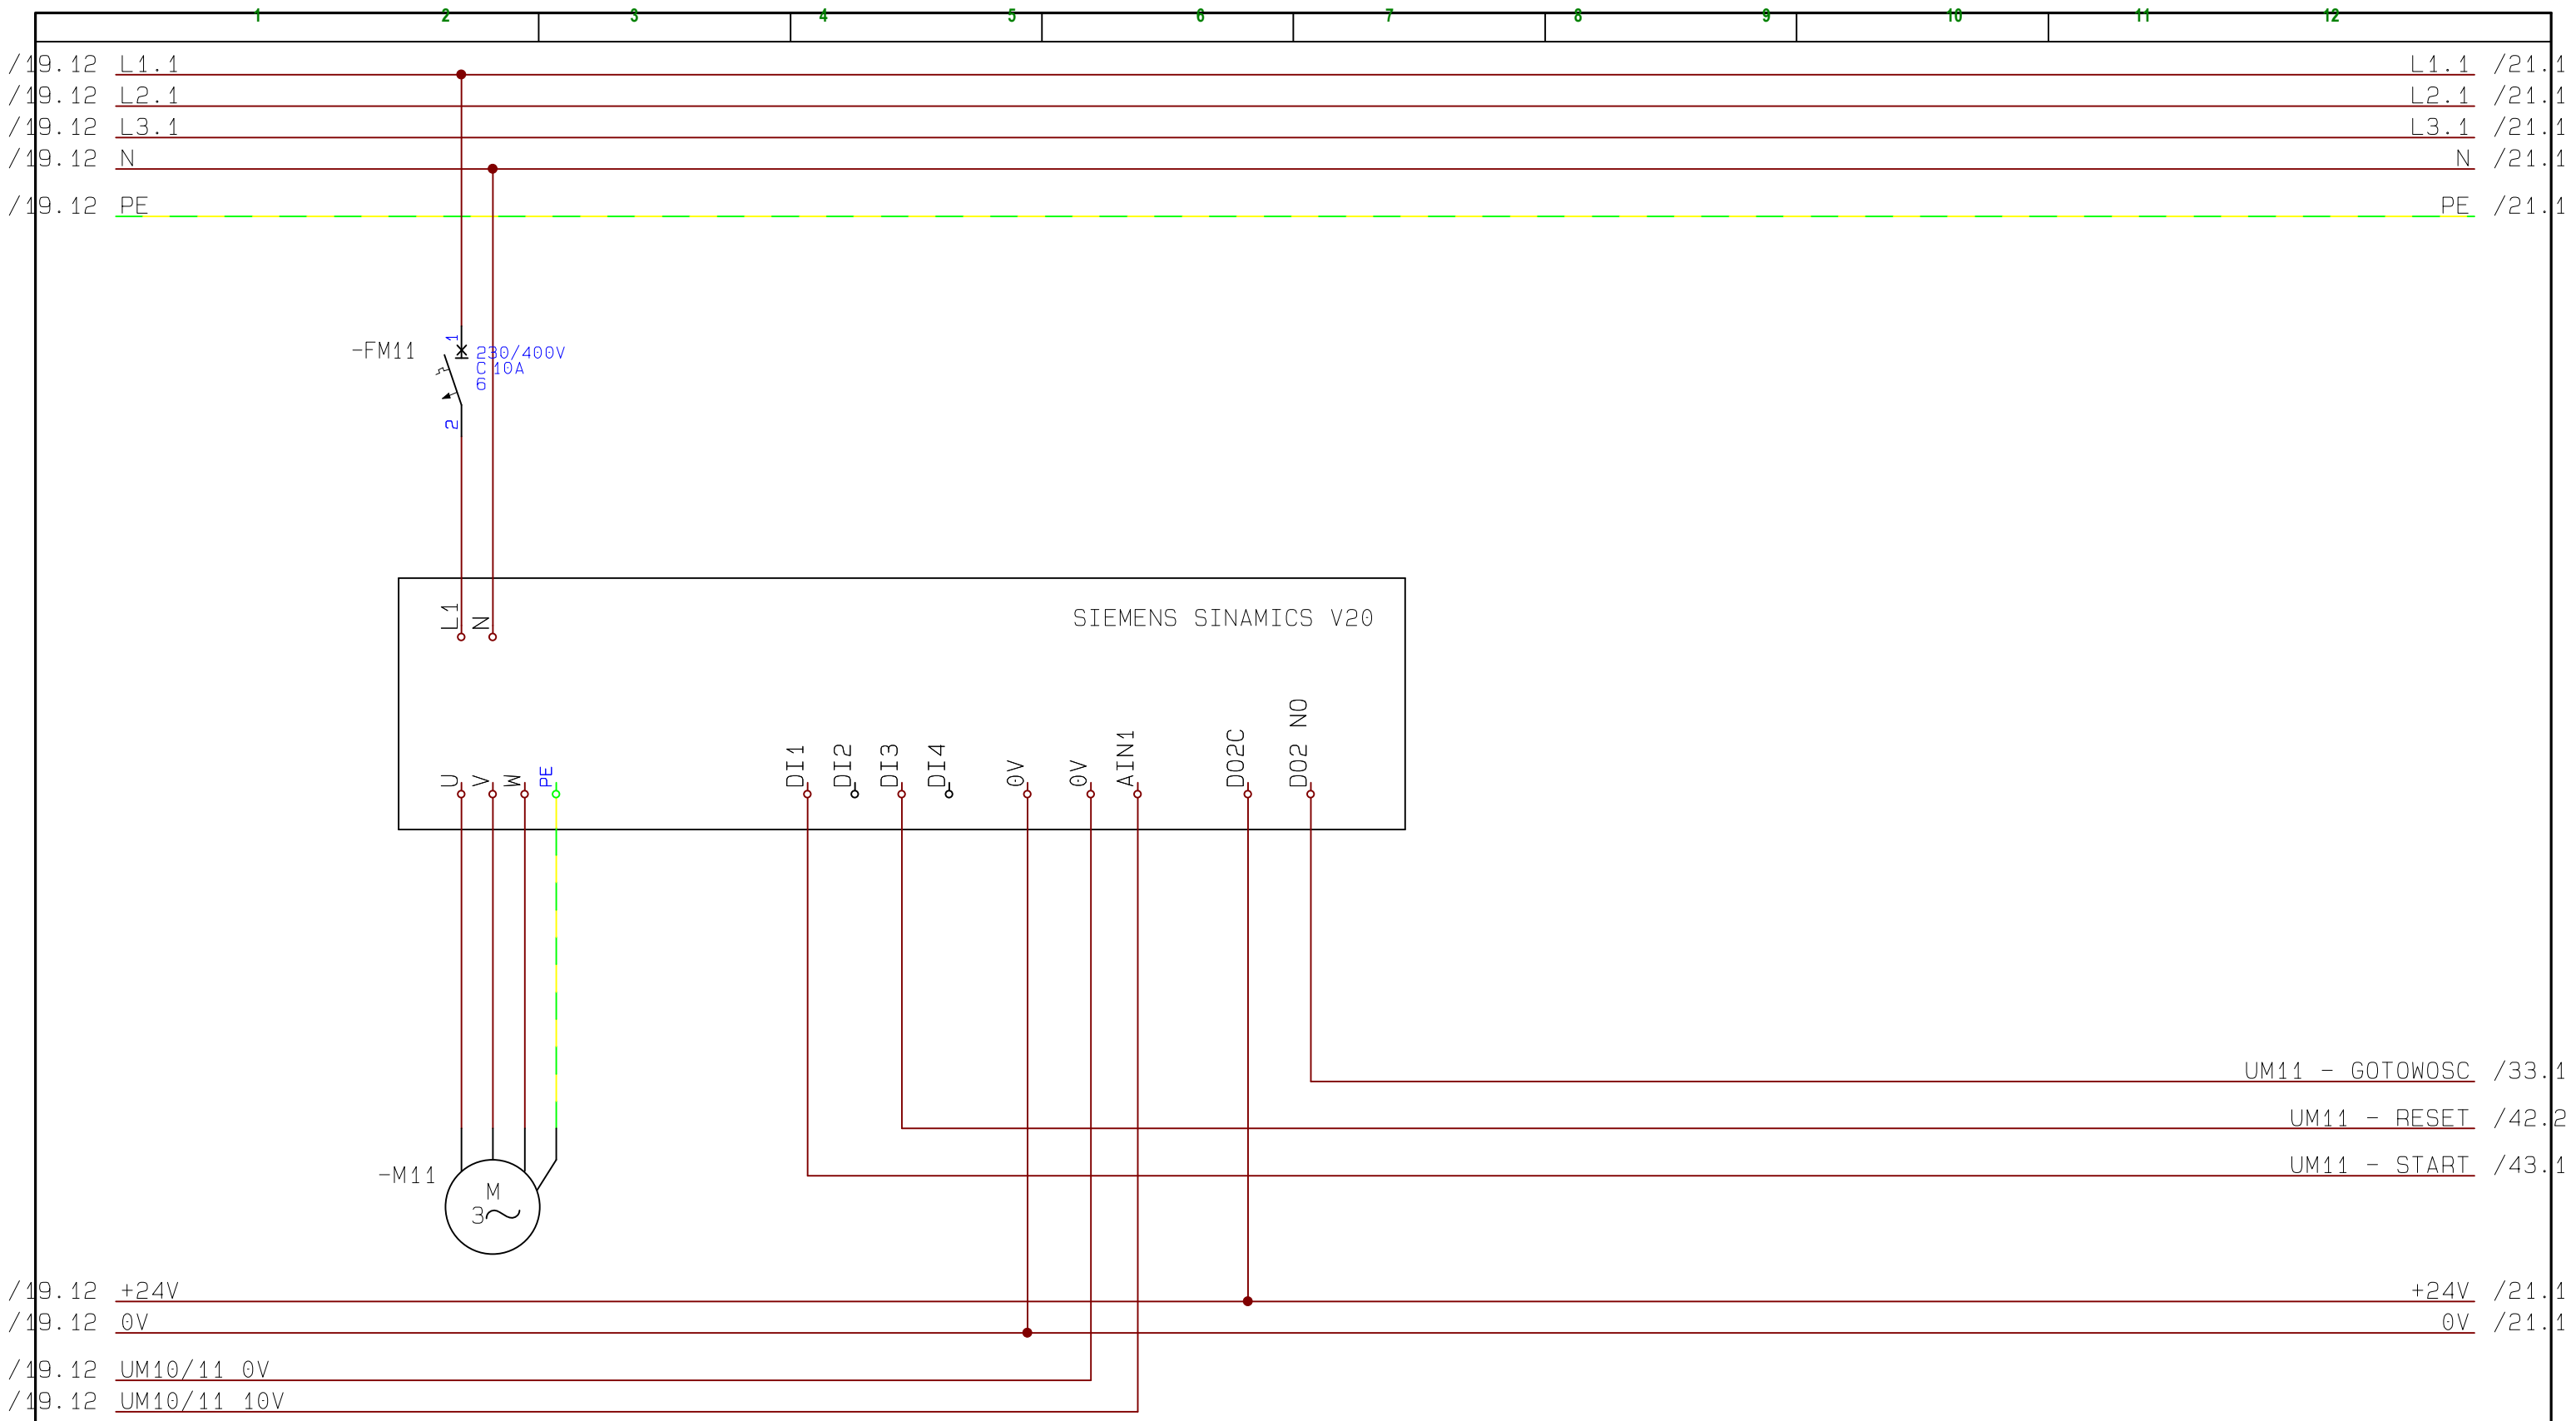 1 2 3 4 5 6 7 8 9 10 11 12
/19.12 L1.1 L1.1 /21.1
/19.12 L2.1 L2.1 /21.1
/19.12 L3.1 L3.1 /21.1
/19.12 N N /21.1
/19.12 PE PE /21.1
1
-FM11 230/400V
C 10A
6
2
L1 N SIEMENS SINAMICS V20
U V W PE DI1 DI2 DI3 DI4 0V 0V AIN1 DO2C DO2 NO
UM11 - GOTOWOSC /33.1
UM11 - RESET /42.2
UM11 - START /43.1
-M11
M
3~
/19.12 +24V +24V /21.1
/19.12 0V 0V /21.1
/19.12 UM10/11 0V
/19.12 UM10/11 10V